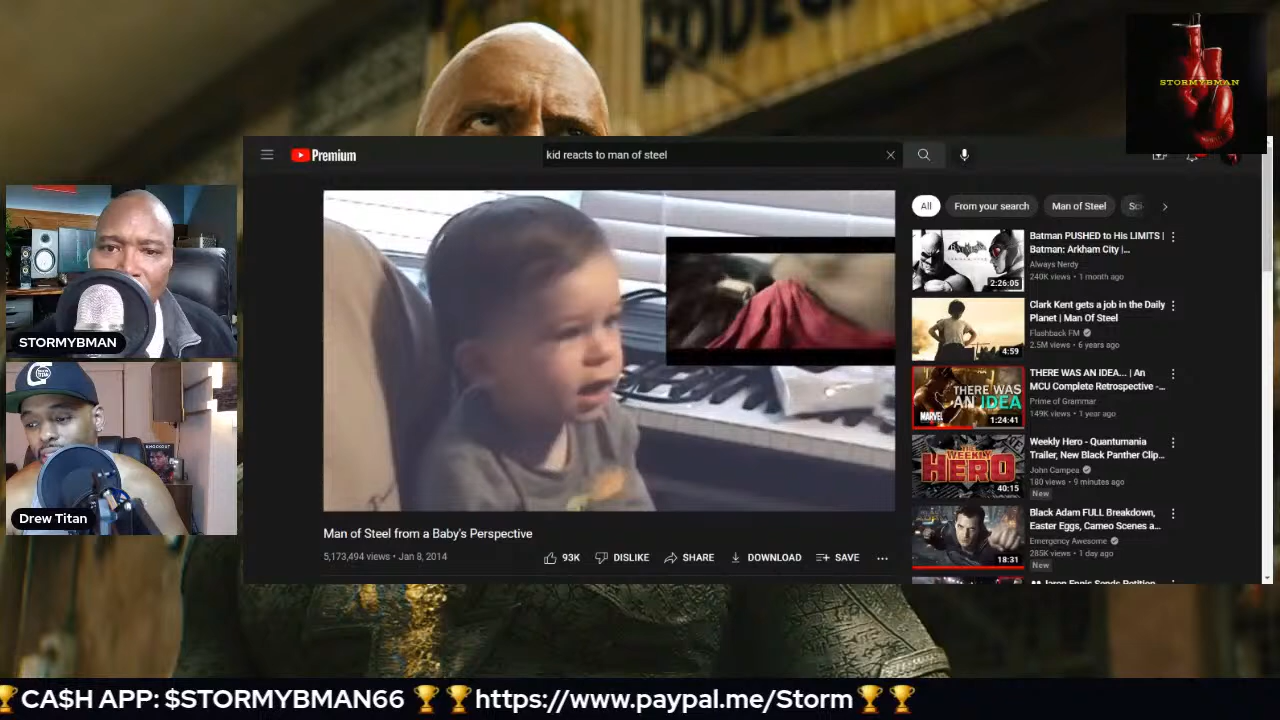 STORMYBMAN
Premium
kid reacts to man of steel
All
From your search
Man of Steel
Sci-
STORMYBMAN
Drew Titan
Man of Steel from a Baby's Perspective
5,173,494 views • Jan 8, 2014
93K
DISLIKE
SHARE
DOWNLOAD
SAVE
2:26:05
Batman PUSHED to His LIMITS |
Batman: Arkham City |...
Always Nerdy
240K views • 1 month ago
4:59
Clark Kent gets a job in the Daily
Planet | Man Of Steel
Flashback FM
2.5M views • 6 years ago
THERE WAS
AN IDEA
MARVEL
1:24:41
THERE WAS AN IDEA... | An
MCU Complete Retrospective -...
Prime of Grammar
149K views • 1 year ago
THE WEEKLY
HERO
40:15
Weekly Hero - Quantumania
Trailer, New Black Panther Clip...
John Campea
180 views • 9 minutes ago
New
18:31
Black Adam FULL Breakdown,
Easter Eggs, Cameo Scenes a...
Emergency Awesome
285K views • 1 day ago
New
CA$H APP: $STORMYBMAN66
https://www.paypal.me/Storm